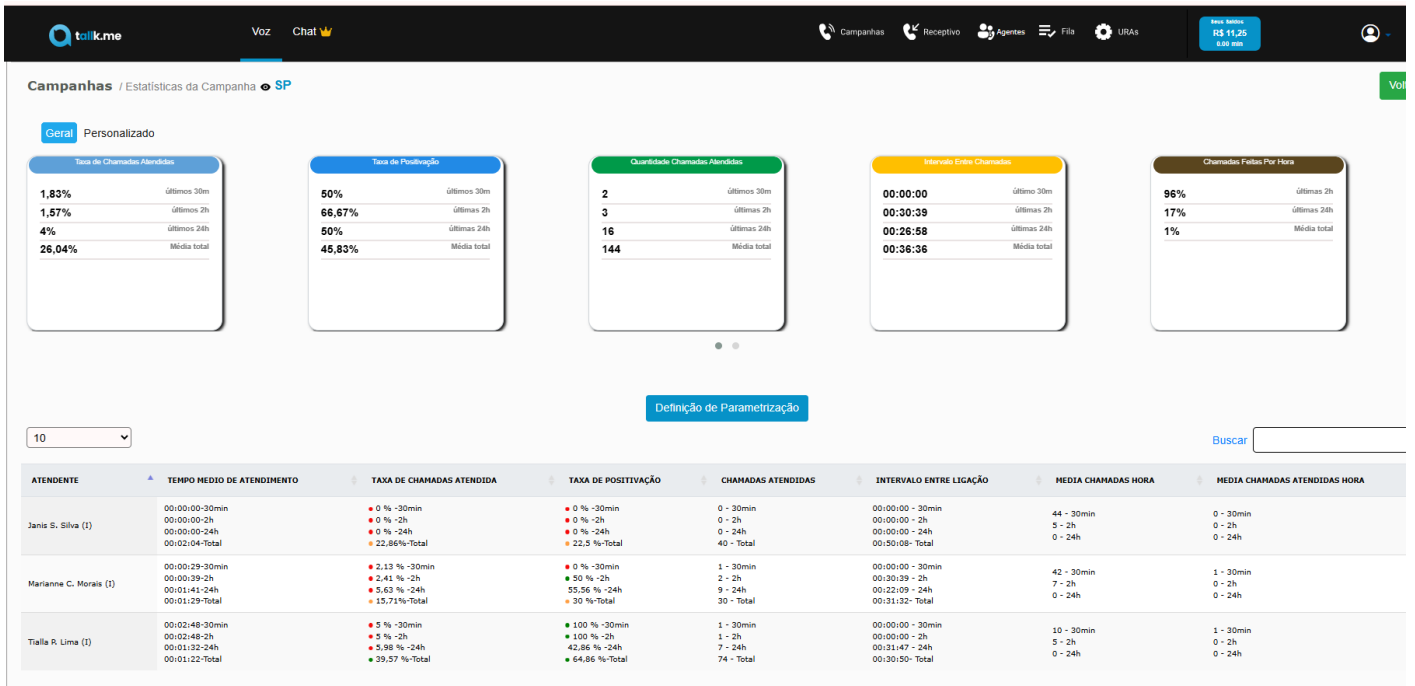 tallk.me
Voz
Chat
Campanhas
Receptivo
Agentes
Fila
URAs
Seus Saldos
R$ 11,25
0.00 min
Campanhas / Estatísticas da Campanha SP
Geral
Personalizado
Taxa de Chamadas Atendidas
1,83% últimos 30m
1,57% últimos 2h
4% últimos 24h
26,04% Média total
Taxa de Positivação
50% últimos 30m
66,67% últimas 2h
50% últimas 24h
45,83% Média total
Quantidade Chamadas Atendidas
2 últimos 30m
3 últimas 2h
16 últimas 24h
144 Média total
Intervalo Entre Chamadas
00:00:00 último 30m
00:30:39 últimas 2h
00:26:58 últimas 24h
00:36:36 Média total
Chamadas Feitas Por Hora
96% últimas 2h
17% últimas 24h
1% Média total
Definição de Parametrização
10
Buscar
ATENDENTE TEMPO MEDIO DE ATENDIMENTO TAXA DE CHAMADAS ATENDIDA TAXA DE POSITIVAÇÃO CHAMADAS ATENDIDAS INTERVALO ENTRE LIGAÇÃO MEDIA CHAMADAS HORA MEDIA CHAMADAS ATENDIDAS HORA
Janis S. Silva (I)
00:00:00-30min
00:00:00-2h
00:00:00-24h
00:02:04-Total
0 % -30min
0 % -2h
0 % -24h
22,86%-Total
0 % -30min
0 % -2h
0 % -24h
22,5 %-Total
0 - 30min
0 - 2h
0 - 24h
40 - Total
00:00:00 - 30min
00:00:00 - 2h
00:00:00 - 24h
00:50:08- Total
44 - 30min
5 - 2h
0 - 24h
0 - 30min
0 - 2h
0 - 24h
Marianne C. Morais (I)
00:00:29-30min
00:00:39-2h
00:01:41-24h
00:01:29-Total
2,13 % -30min
2,41 % -2h
5,63 % -24h
15,71%-Total
0 % -30min
50 % -2h
55,56 % -24h
30 %-Total
1 - 30min
2 - 2h
9 - 24h
30 - Total
00:00:00 - 30min
00:30:39 - 2h
00:22:09 - 24h
00:31:32- Total
42 - 30min
7 - 2h
0 - 24h
1 - 30min
0 - 2h
0 - 24h
Tialla P. Lima (I)
00:02:48-30min
00:02:48-2h
00:01:32-24h
00:01:22-Total
5 % -30min
5 % -2h
5,98 % -24h
39,57 %-Total
100 % -30min
100 % -2h
42,86 % -24h
64,86 %-Total
1 - 30min
1 - 2h
7 - 24h
74 - Total
00:00:00 - 30min
00:00:00 - 2h
00:31:47 - 24h
00:30:50- Total
10 - 30min
5 - 2h
0 - 24h
1 - 30min
0 - 2h
0 - 24h